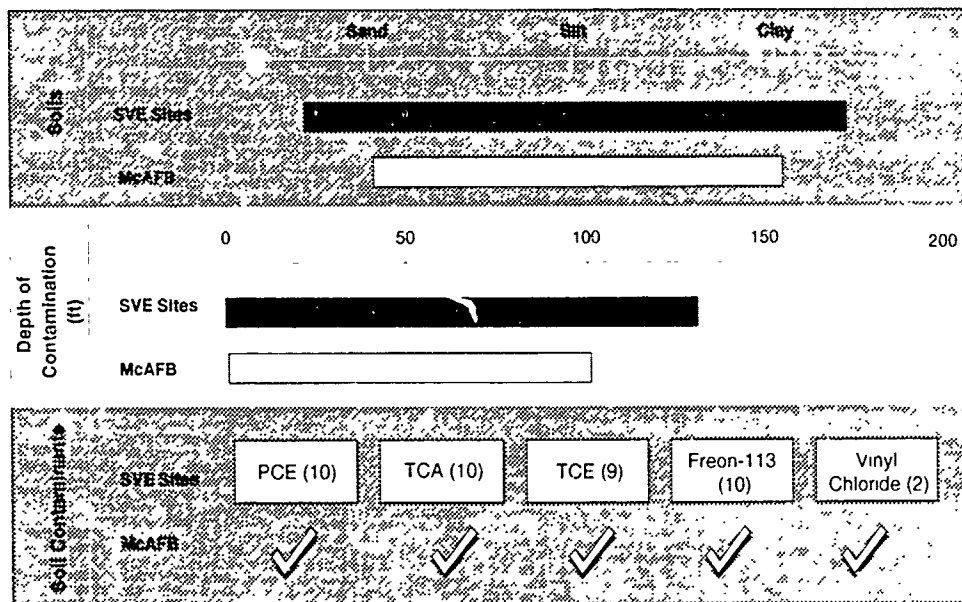 Sand Silt Clay
Soils
SVE Sites
McAFB
0 50 100 150 200
Depth of
Contamination
(ft)
SVE Sites
McAFB
Soil Contaminants
SVE Sites
PCE (10) TCA (10) TCE (9) Freon-113
(10) Vinyl
Chloride (2)
McAFB